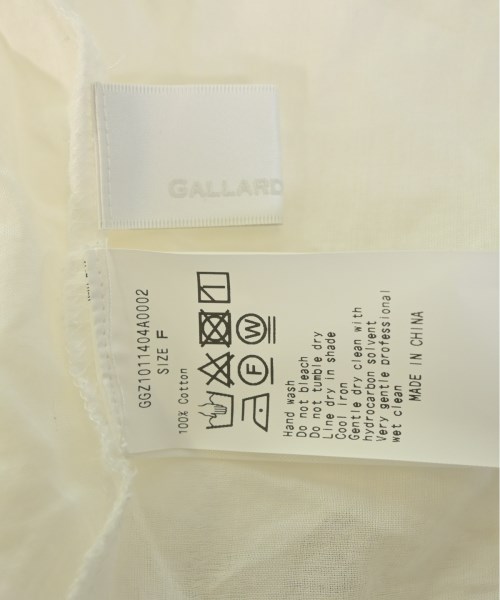 GALLARD
GGZ1011404A0002
SIZE F
100% Cotton
W
F
Hand wash
Do not bleach
Do not tumble dry
Line dry in shade
Cool iron
Gentle dry clean with
hydrocarbon solvent
Very gentle professional
wet clean
MADE IN CHINA